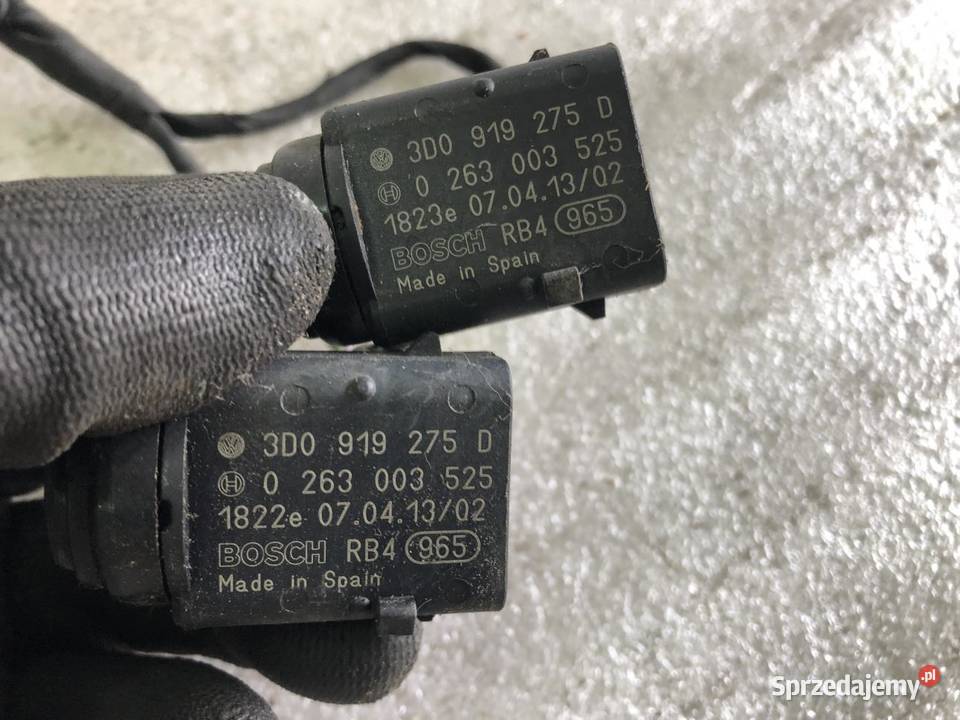 3D0 919 275 D
0 263 003 525
1823e 07.04.13/02
BOSCH RB4 965
Made in Spain
3D0 919 275 D
0 263 003 525
1822e 07.04.13/02
BOSCH RB4 965
Made in Spain
Sprzedajemy.pl